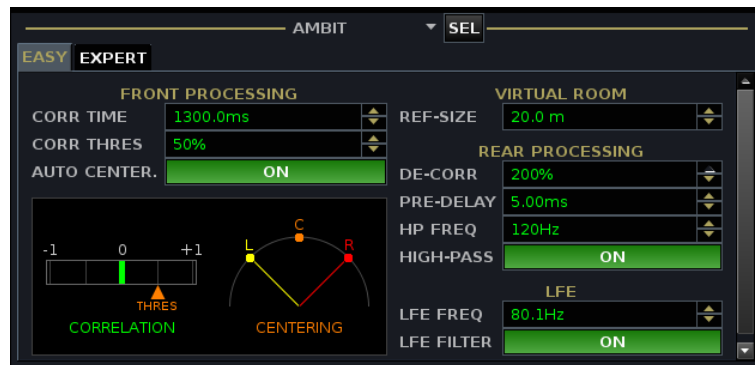 AMBIT SEL
EASY EXPERT
FRONT PROCESSING
CORR TIME 1300.0ms
CORR THRES 50%
AUTO CENTER. ON
-1 0 +1
THRES
CORRELATION
L C R
CENTERING
VIRTUAL ROOM
REF-SIZE 20.0 m
REAR PROCESSING
DE-CORR 200%
PRE-DELAY 5.00ms
HP FREQ 120Hz
HIGH-PASS ON
LFE
LFE FREQ 80.1Hz
LFE FILTER ON